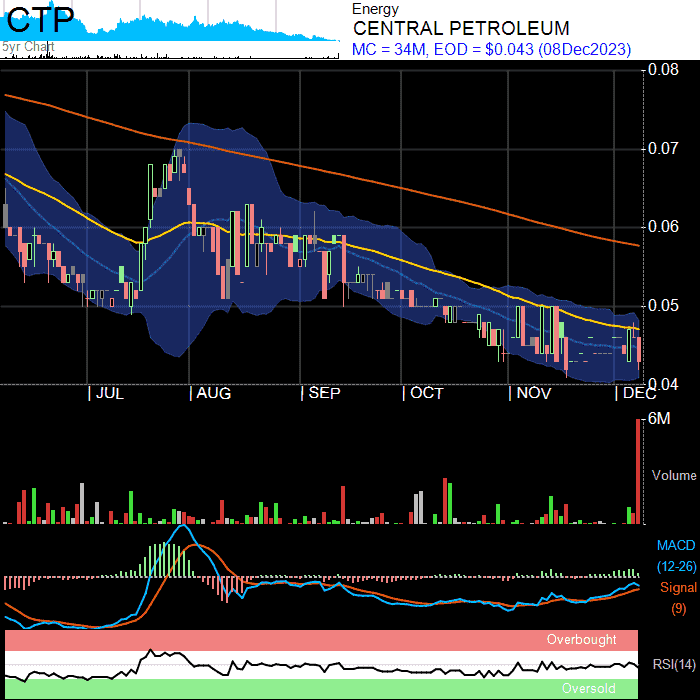 CTP
5yr Chart
Energy
CENTRAL PETROLEUM
MC = 34M, EOD = $0.043 (08Dec2023)
0.08
0.07
0.06
0.05
0.04
JUL
AUG
SEP
OCT
NOV
DEC
6M
Volume
MACD
(12-26)
Signal
(9)
Overbought
RSI(14)
Oversold